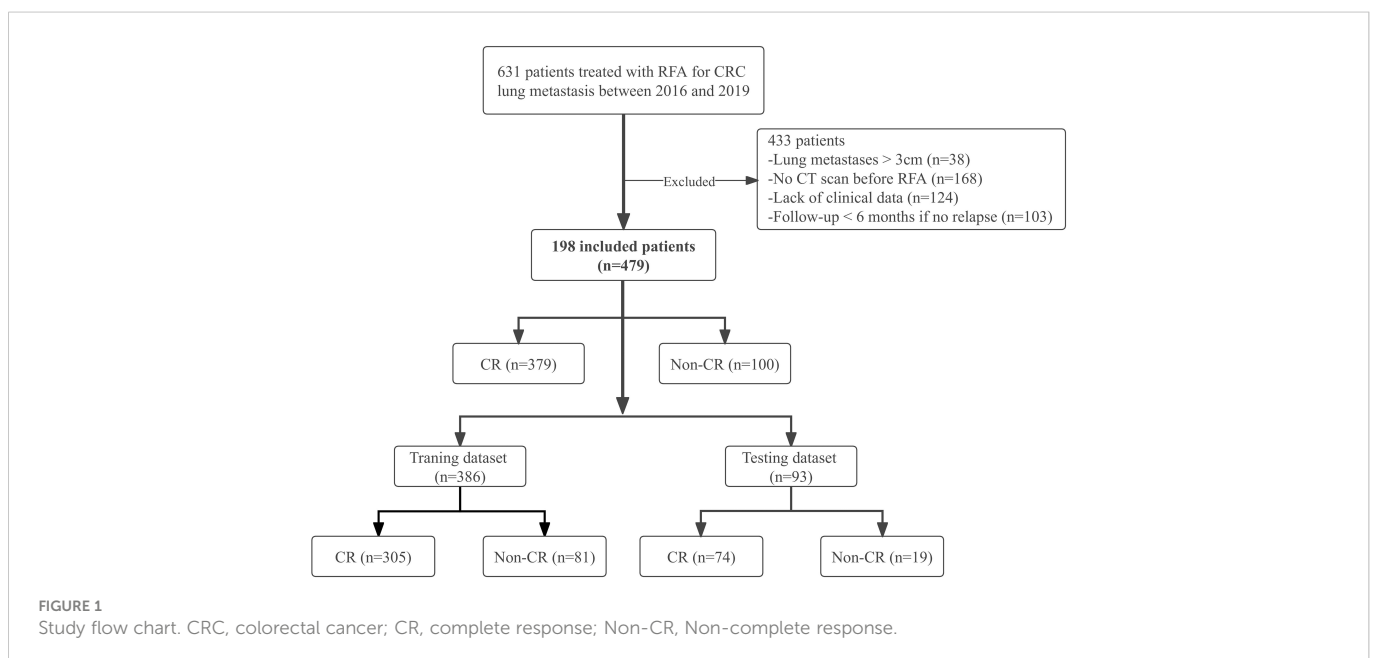 631 patients treated with RFA for CRC
lung metastasis between 2016 and 2019
433 patients
-Lung metastases > 3cm (n=38)
-No CT scan before RFA (n=168)
-Lack of clinical data (n=124)
-Follow-up < 6 months if no relapse (n=103)
Excluded
198 included patients
(n=479)
CR (n=379)
Non-CR (n=100)
Traning dataset
(n=386)
Testing dataset
(n=93)
CR (n=305)
Non-CR (n=81)
CR (n=74)
Non-CR (n=19)
FIGURE 1
Study flow chart. CRC, colorectal cancer; CR, complete response; Non-CR, Non-complete response.